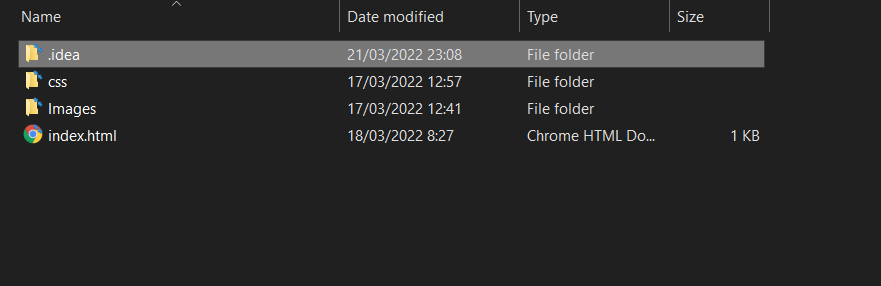 Name Date modified Type Size
.idea 21/03/2022 23:08 File folder
css 17/03/2022 12:57 File folder
Images 17/03/2022 12:41 File folder
index.html 18/03/2022 8:27 Chrome HTML Do... 1 KB